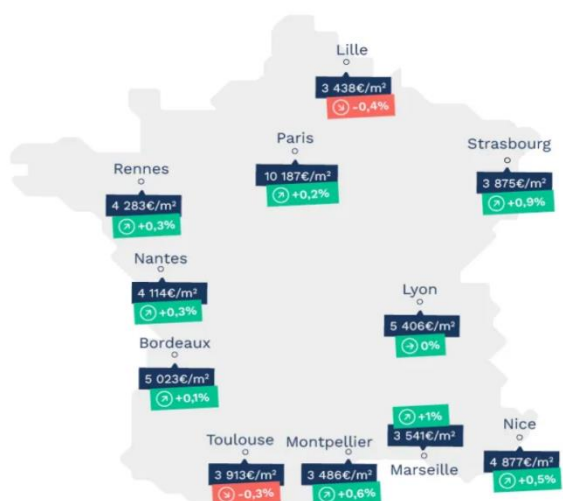 Lille
3 438€/m²
-0,4%
Paris
10 187€/m²
+0,2%
Strasbourg
3 875€/m²
+0,9%
Rennes
4 283€/m²
+0,3%
Nantes
4 114€/m²
+0,3%
Lyon
5 406€/m²
0%
Bordeaux
5 023€/m²
+0,1%
Toulouse
3 913€/m²
-0,3%
Montpellier
3 486€/m²
+0,6%
+1%
3 541€/m²
Marseille
Nice
4 877€/m²
+0,5%